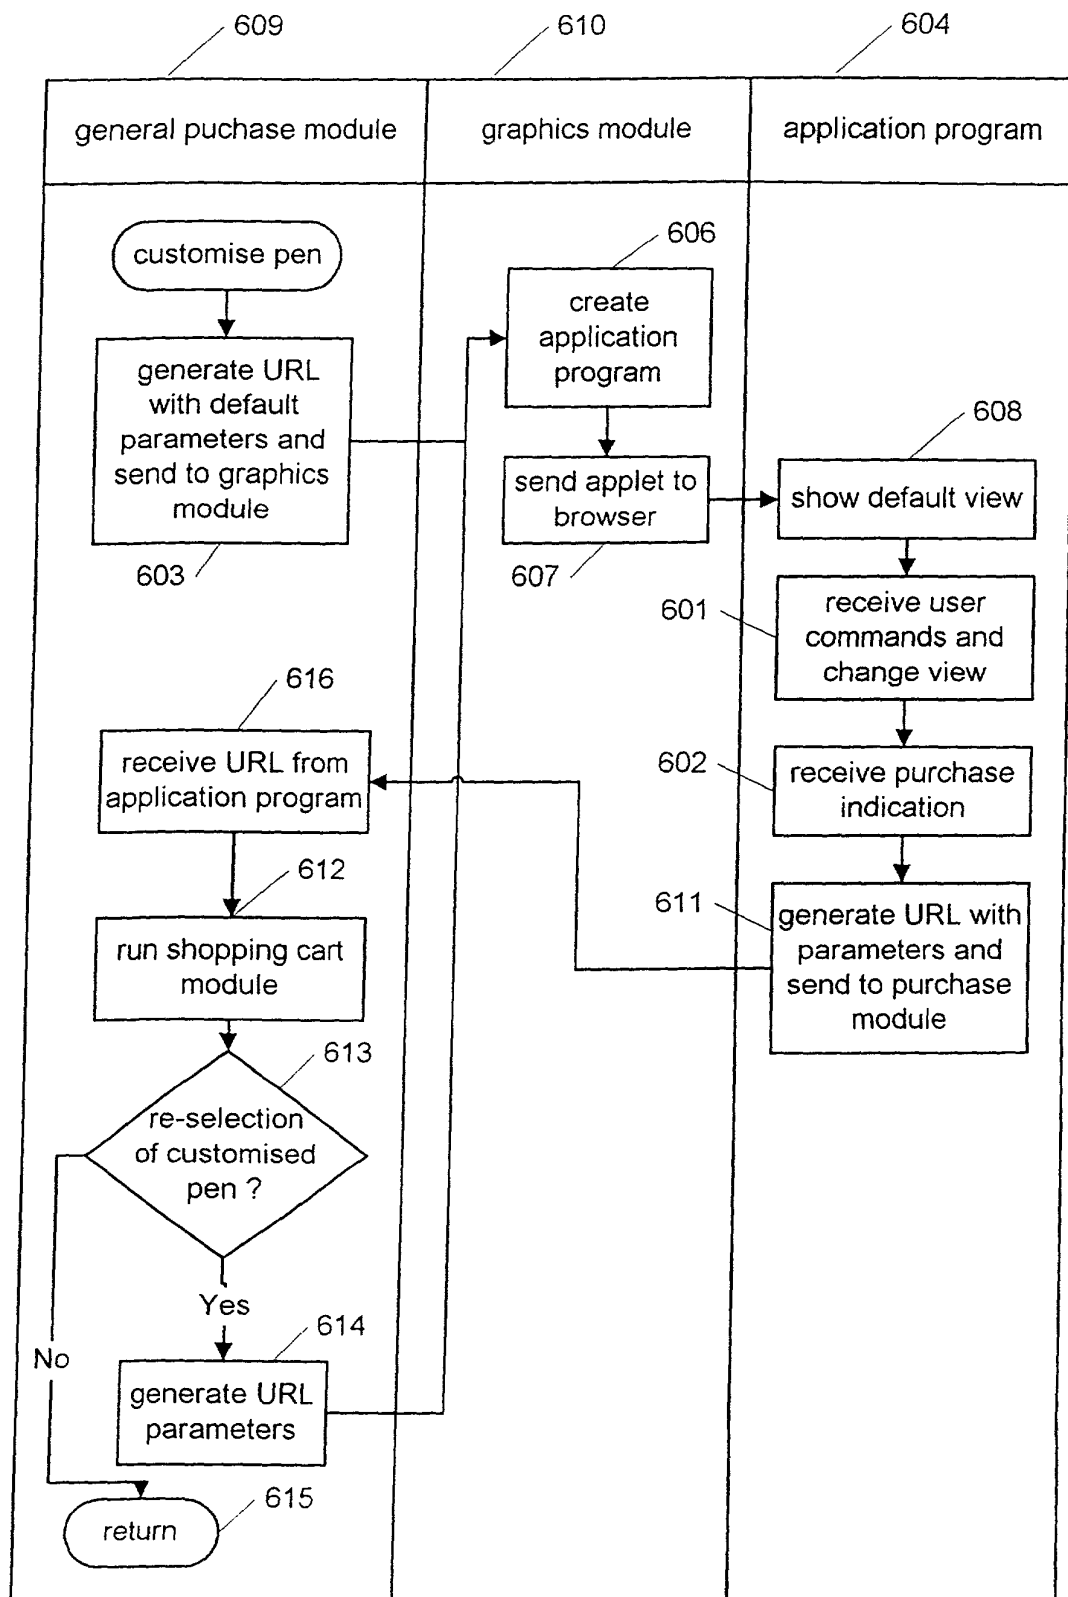 609
610
604
general puchase module
graphics module
application program
customise pen
606
create
application
program
generate URL
with default
parameters and
send to graphics
module
603
608
send applet to
browser
607
show default view
601
receive user
commands and
change view
616
receive URL from
application program
602
receive purchase
indication
612
611
generate URL with
parameters and
send to purchase
module
run shopping cart
module
613
re-selection
of customised
pen ?
Yes
614
No
generate URL
parameters
615
return